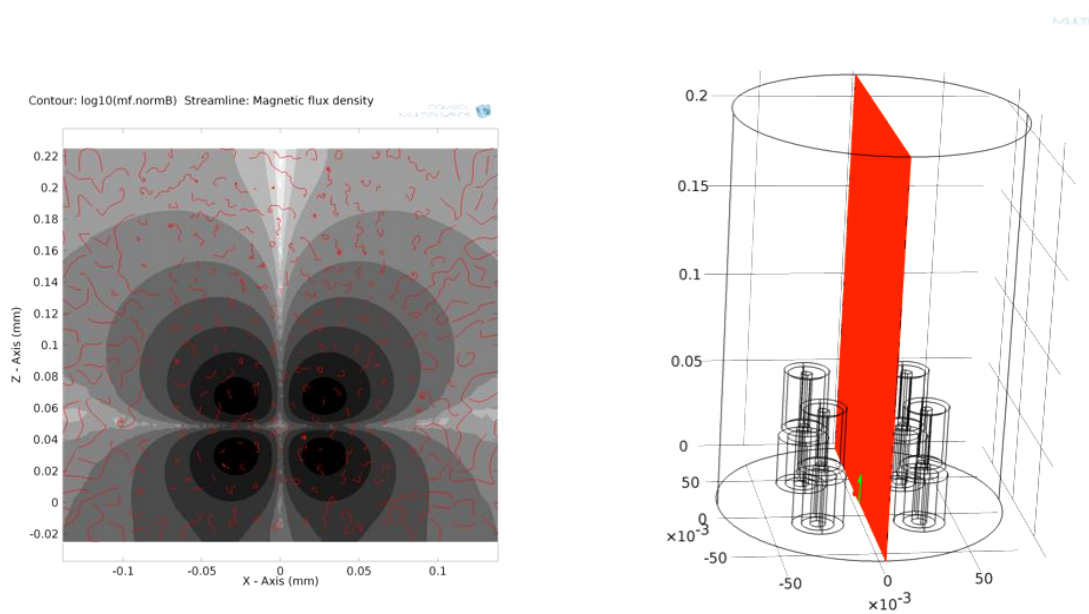 Contour: log10(mf.normB) Streamline: Magnetic flux density
COMSOL
MULTIPHYSICS
0.22
0.2
0.18
0.16
0.14
0.12
0.1
0.08
0.06
0.04
0.02
0
-0.02
Z - Axis (mm)
-0.1 -0.05 0 0.05 0.1
X - Axis (mm)
MULTI
0.2
0.15
0.1
0.05
0
50
0
×10⁻³
-50
-50 0 50
×10⁻³